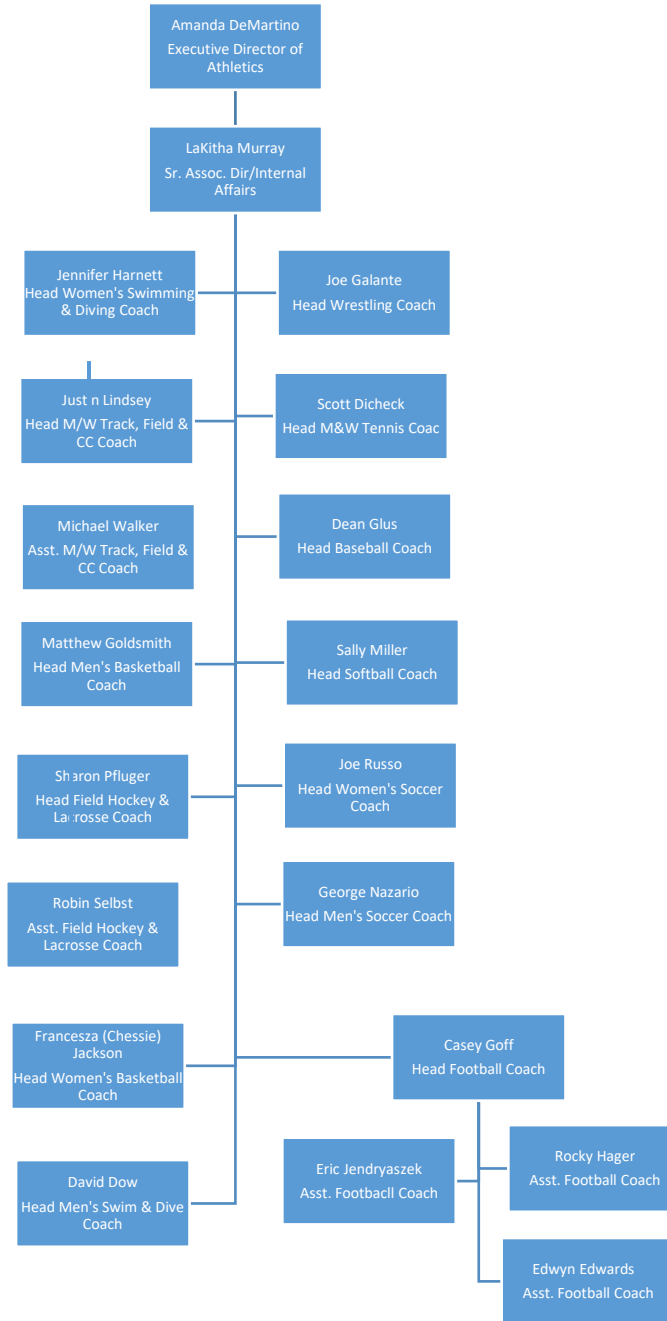 Amanda DeMartino
Executive Director of
Athletics
LaKitha Murray
Sr. Assoc. Dir/Internal
Affairs
Jennifer Harnett
Head Women's Swimming
& Diving Coach
Joe Galante
Head Wrestling Coach
Just n Lindsey
Head M/W Track, Field &
CC Coach
Scott Dicheck
Head M&W Tennis Coac
Michael Walker
Asst. M/W Track, Field &
CC Coach
Dean Glus
Head Baseball Coach
Matthew Goldsmith
Head Men's Basketball
Coach
Sally Miller
Head Softball Coach
Sharon Pfluger
Head Field Hockey &
Lacrosse Coach
Joe Russo
Head Women's Soccer
Coach
Robin Selbst
Asst. Field Hockey &
Lacrosse Coach
George Nazario
Head Men's Soccer Coach
Francesza (Chessie)
Jackson
Head Women's Basketball
Coach
Casey Goff
Head Football Coach
David Dow
Head Men's Swim & Dive
Coach
Eric Jendryaszek
Asst. Footbacll Coach
Rocky Hager
Asst. Football Coach
Edwyn Edwards
Asst. Football Coach